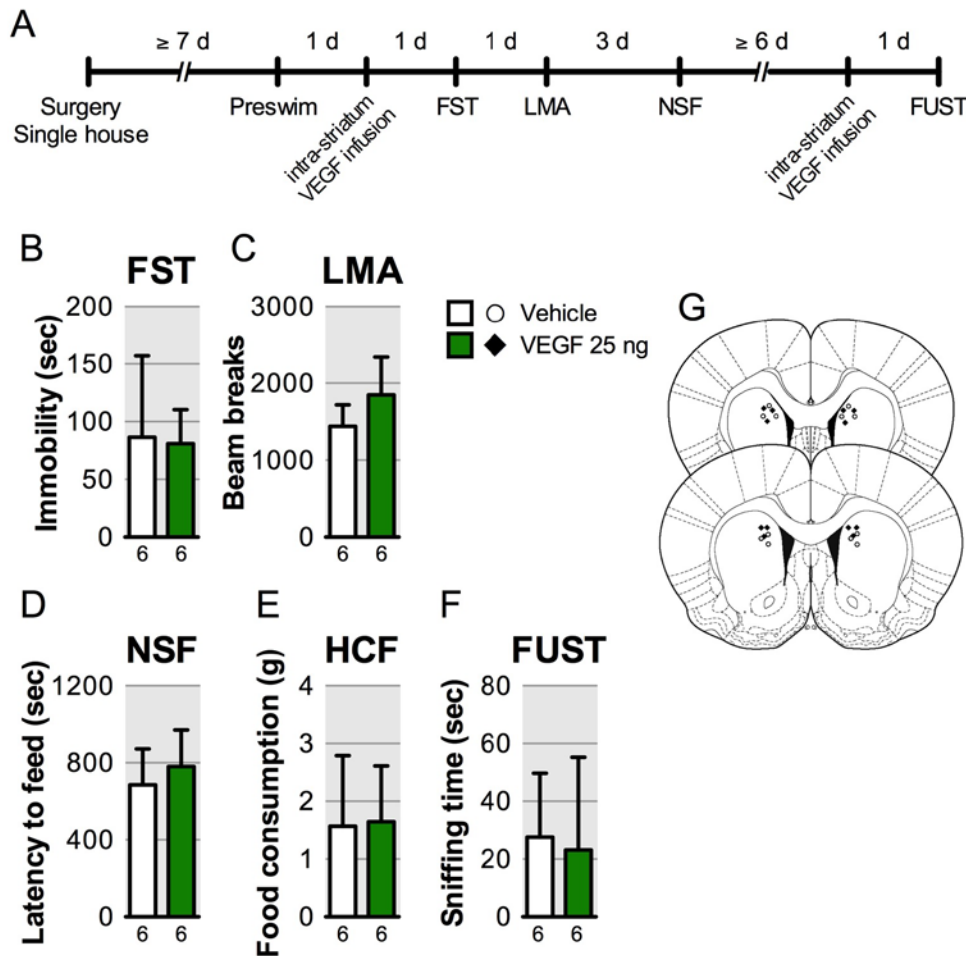 A
≥ 7 d
1 d
1 d
1 d
3 d
≥ 6 d
1 d
Surgery
Single house
Preswim
intra-striatum
VEGF infusion
FST
LMA
NSF
intra-striatum
VEGF infusion
FUST
B
FST
Immobility (sec)
200
150
100
50
0
6
6
C
LMA
Beam breaks
3000
2000
1000
0
6
6
Vehicle
VEGF 25 ng
G
D
NSF
Latency to feed (sec)
1200
800
400
0
6
6
E
HCF
Food consumption (g)
4
3
2
1
0
6
6
F
FUST
Sniffing time (sec)
80
60
40
20
0
6
6